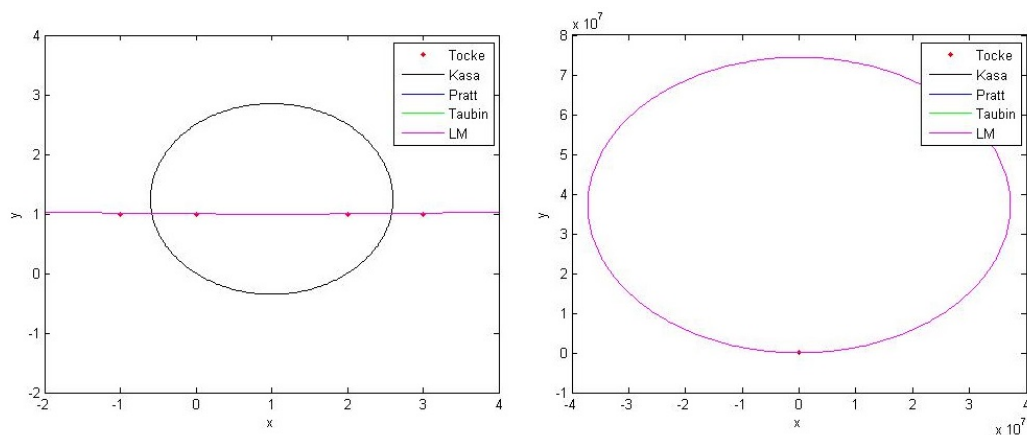 4
3
2
1
0
-1
-2
y
-2 -1 0 1 2 3 4
x
Tocke
Kasa
Pratt
Taubin
LM
x 10^7
8
7
6
5
4
3
2
1
0
-1
y
-4 -3 -2 -1 0 1 2 3 4
x
x 10^7
Tocke
Kasa
Pratt
Taubin
LM